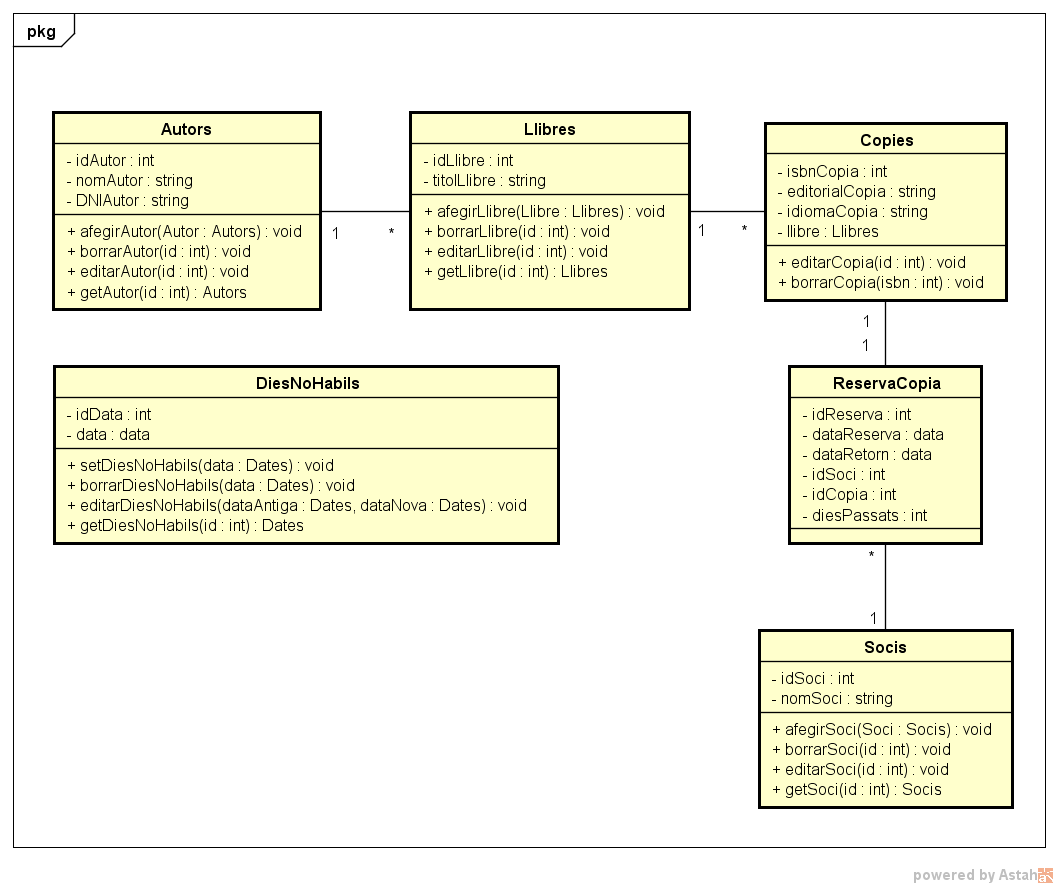 pkg
Autors
- idAutor : int
- nomAutor : string
- DNIAutor : string
+ afegirAutor(Autor : Autors) : void
+ borrarAutor(id : int) : void
+ editarAutor(id : int) : void
+ getAutor(id : int) : Autors
1
*
Llibres
- idLlibre : int
- titolLlibre : string
+ afegirLlibre(Llibre : Llibres) : void
+ borrarLlibre(id : int) : void
+ editarLlibre(id : int) : void
+ getLlibre(id : int) : Llibres
1
*
Copies
- isbnCopia : int
- editorialCopia : string
- idiomaCopia : string
- llibre : Llibres
+ editarCopia(id : int) : void
+ borrarCopia(isbn : int) : void
1
1
DiesNoHabils
- idData : int
- data : data
+ setDiesNoHabils(data : Dates) : void
+ borrarDiesNoHabils(data : Dates) : void
+ editarDiesNoHabils(dataAntiga : Dates, dataNova : Dates) : void
+ getDiesNoHabils(id : int) : Dates
ReservaCopia
- idReserva : int
- dataReserva : data
- dataRetorn : data
- idSoci : int
- idCopia : int
- diesPassats : int
*
1
Socis
- idSoci : int
- nomSoci : string
+ afegirSoci(Soci : Socis) : void
+ borrarSoci(id : int) : void
+ editarSoci(id : int) : void
+ getSoci(id : int) : Socis
powered by Astah